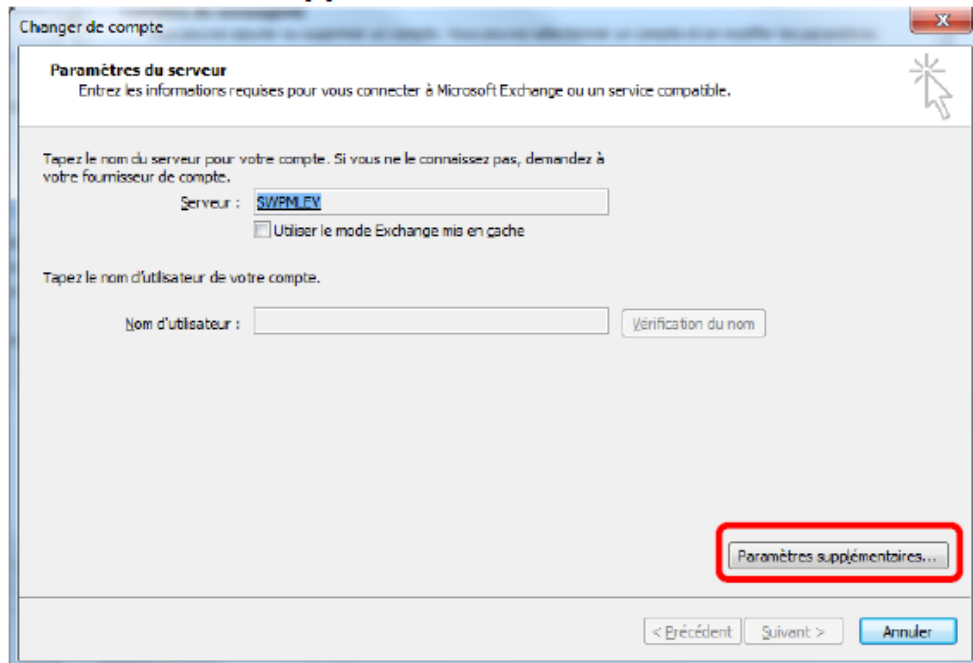 Changer de compte
Paramètres du serveur
Entrez les informations requises pour vous connecter à Microsoft Exchange ou un service compatible.
Tapez le nom du serveur pour votre compte. Si vous ne le connaissez pas, demandez à
votre fournisseur de compte.
Serveur : SWPMLEV
Utiliser le mode Exchange mis en cache
Tapez le nom d'utilisateur de votre compte.
Nom d'utilisateur : Vérification du nom
Paramètres supplémentaires...
< Précédent Suivant > Annuler